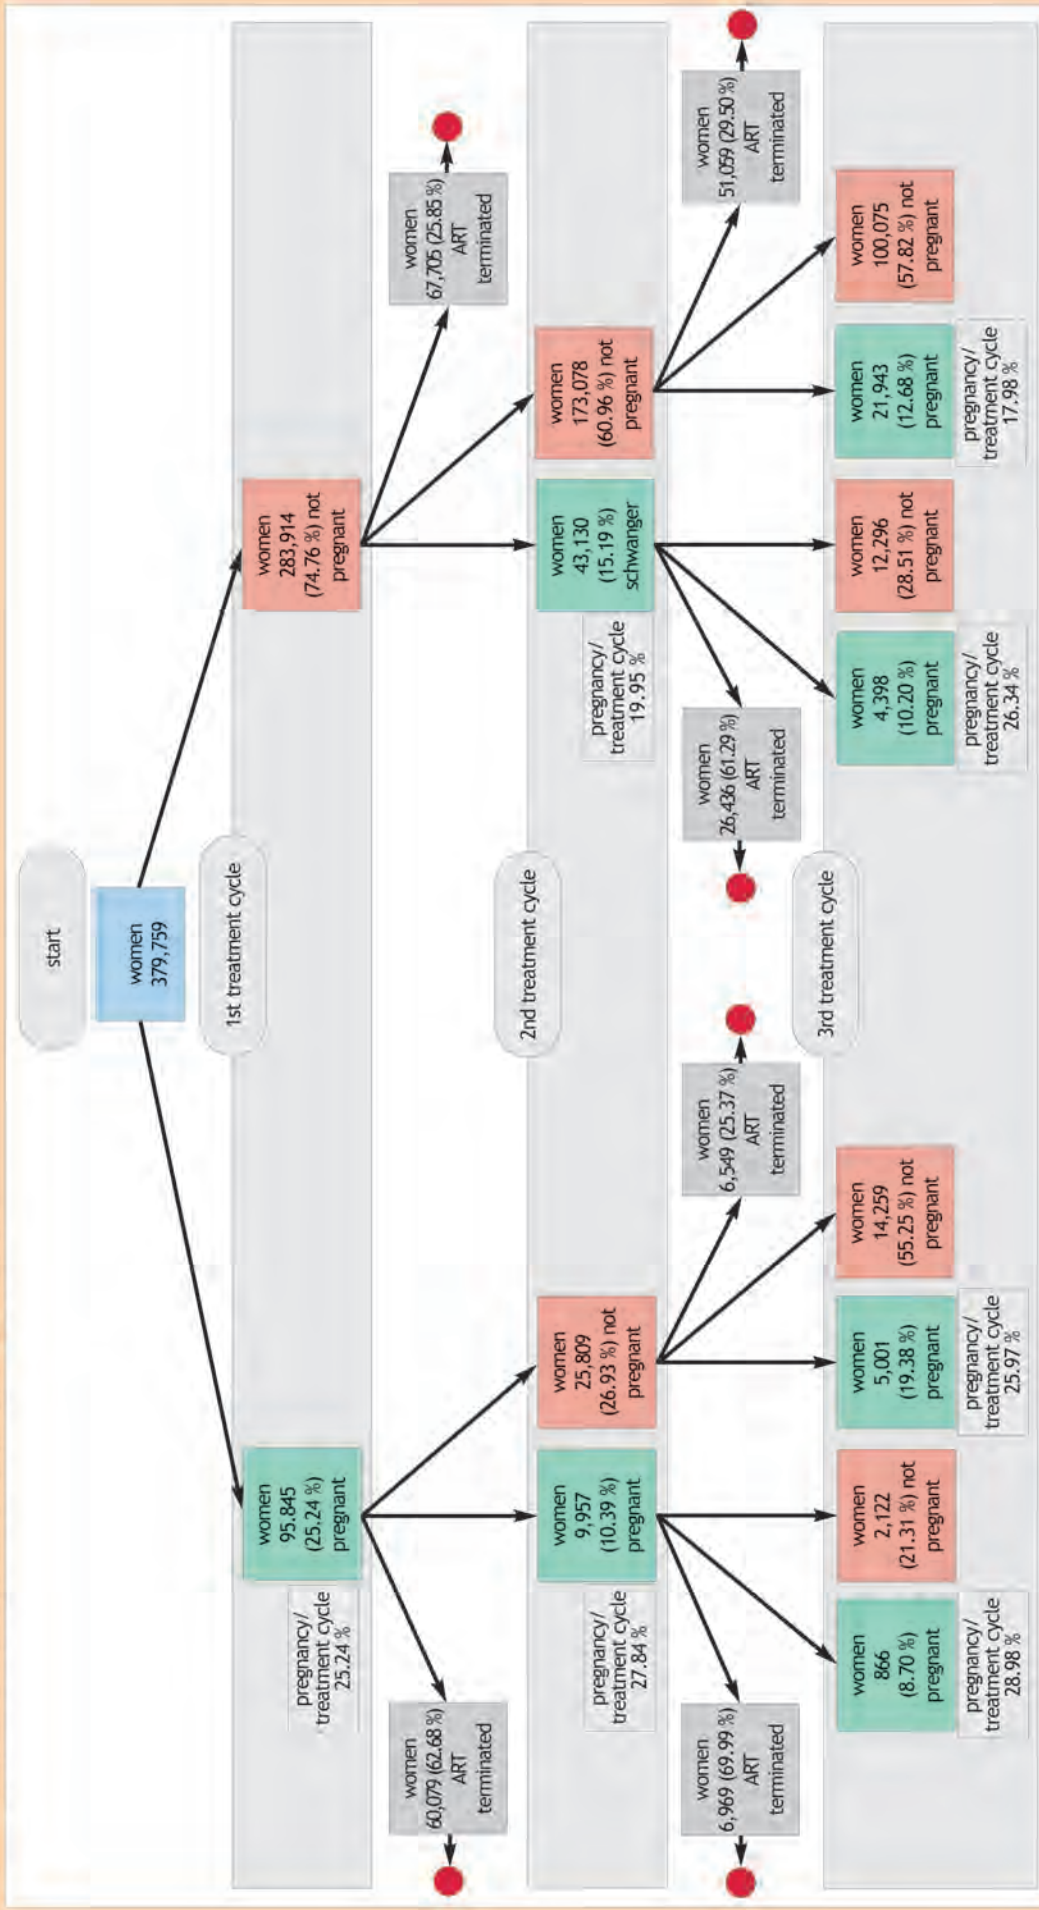 start
women
379,759
1st treatment cycle
pregnancy/
treatment cycle
25.24 %
women
95.845
(25.24 %)
pregnant
women
283,914
(74.76 %) not
pregnant
women
60,079 (62.68 %)
ART
terminated
women
67,705 (25.85 %)
ART
terminated
2nd treatment cycle
pregnancy/
treatment cycle
27.84 %
women
9,957
(10.39 %)
pregnant
women
25,809
(26.93 %) not
pregnant
pregnancy/
treatment cycle
19.95 %
women
43,130
(15.19 %)
schwanger
women
173,078
(60.96 %) not
pregnant
women
6,969 (69.99 %)
ART
terminated
women
6,549 (25.37 %)
ART
terminated
women
26,436 (61.29 %)
ART
terminated
women
51,059 (29.50 %)
ART
terminated
3rd treatment cycle
women
866
(8.70 %)
pregnant
women
2,122
(21.31 %) not
pregnant
women
5,001
(19.38 %)
pregnant
women
14,259
(55.25 %) not
pregnant
women
4,398
(10.20 %)
pregnant
women
12,296
(28.51 %) not
pregnant
women
21,943
(12.68 %)
pregnant
women
100,075
(57.82 %) not
pregnant
pregnancy/
treatment cycle
28.98 %
pregnancy/
treatment cycle
25.97 %
pregnancy/
treatment cycle
26.34 %
pregnancy/
treatment cycle
17.98 %